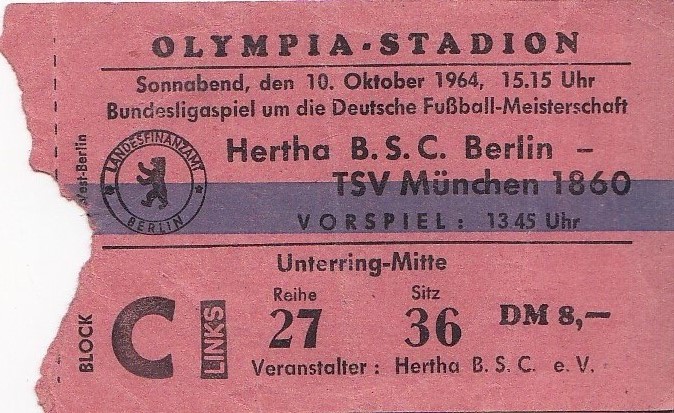 OLYMPIA-STADION
Sonnabend, den 10. Oktober 1964, 15.15 Uhr
Bundesligaspiel um die Deutsche Fußball-Meisterschaft
Hertha B.S.C. Berlin –
TSV München 1860
VORSPIEL: 13.45 Uhr
LANDESFINANZAMT
BERLIN
West-Berlin
Unterring-Mitte
BLOCK
C
LINKS
Reihe
27
Sitz
36
DM 8,—
Veranstalter: Hertha B.S.C. e.V.